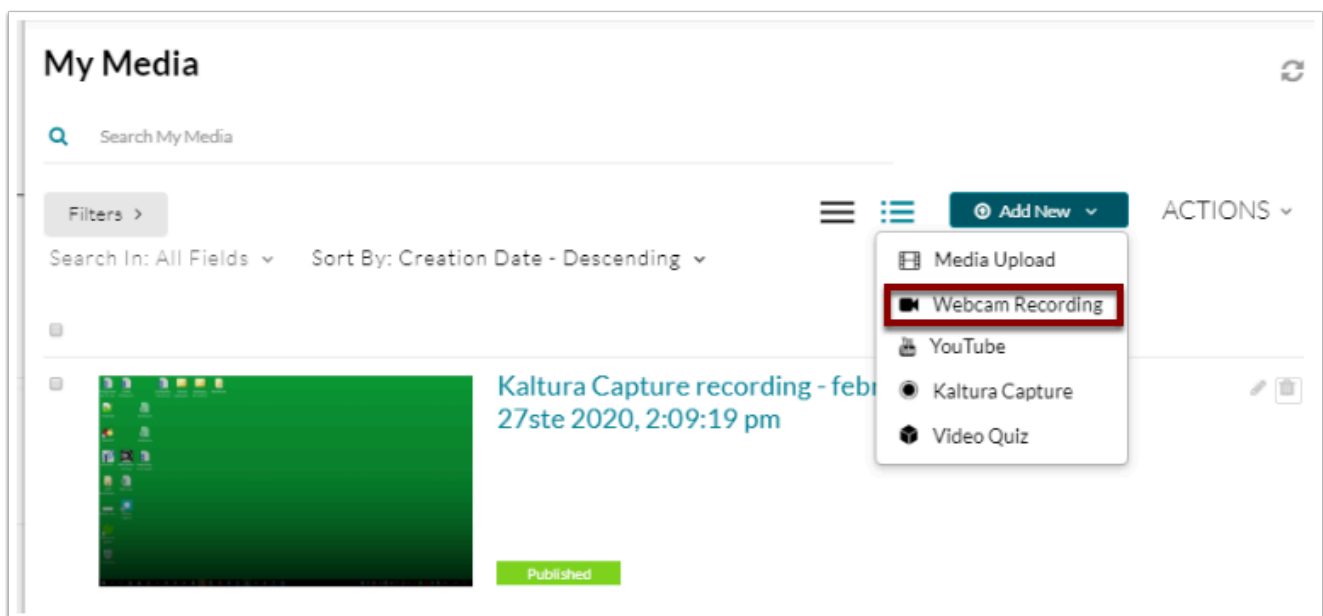 My Media
Search My Media
Filters >
Add New
ACTIONS
Search In: All Fields
Sort By: Creation Date - Descending
Media Upload
Webcam Recording
YouTube
Kaltura Capture
Video Quiz
Kaltura Capture recording - febr
27ste 2020, 2:09:19 pm
Published